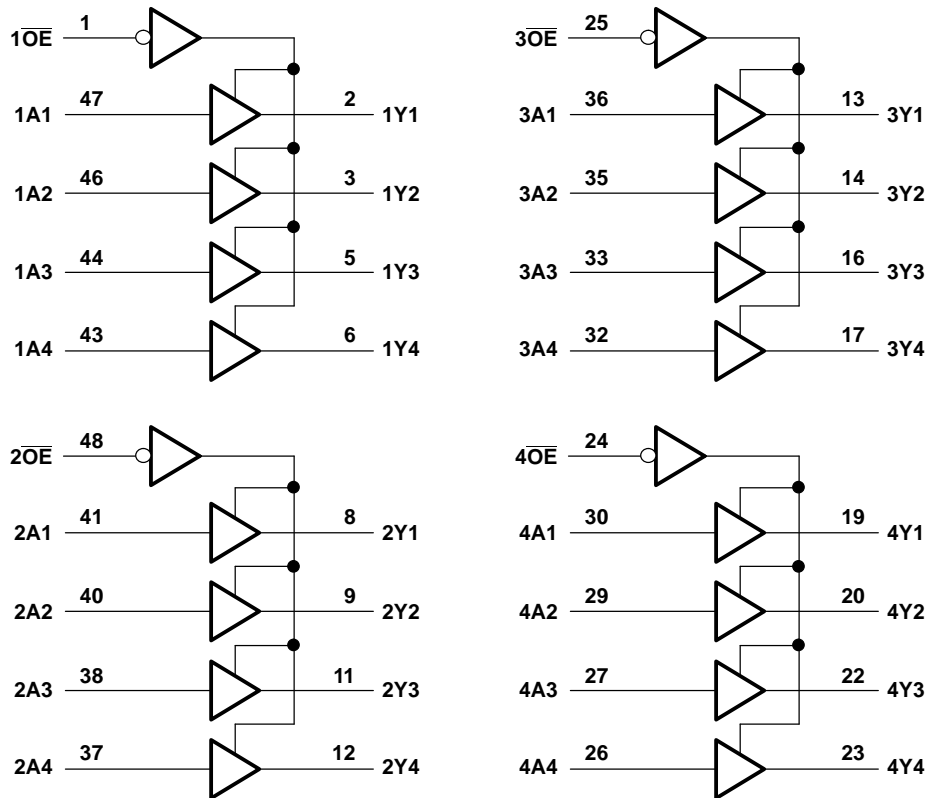 1OE 1
1A1 47 2 1Y1
1A2 46 3 1Y2
1A3 44 5 1Y3
1A4 43 6 1Y4
3OE 25
3A1 36 13 3Y1
3A2 35 14 3Y2
3A3 33 16 3Y3
3A4 32 17 3Y4
2OE 48
2A1 41 8 2Y1
2A2 40 9 2Y2
2A3 38 11 2Y3
2A4 37 12 2Y4
4OE 24
4A1 30 19 4Y1
4A2 29 20 4Y2
4A3 27 22 4Y3
4A4 26 23 4Y4